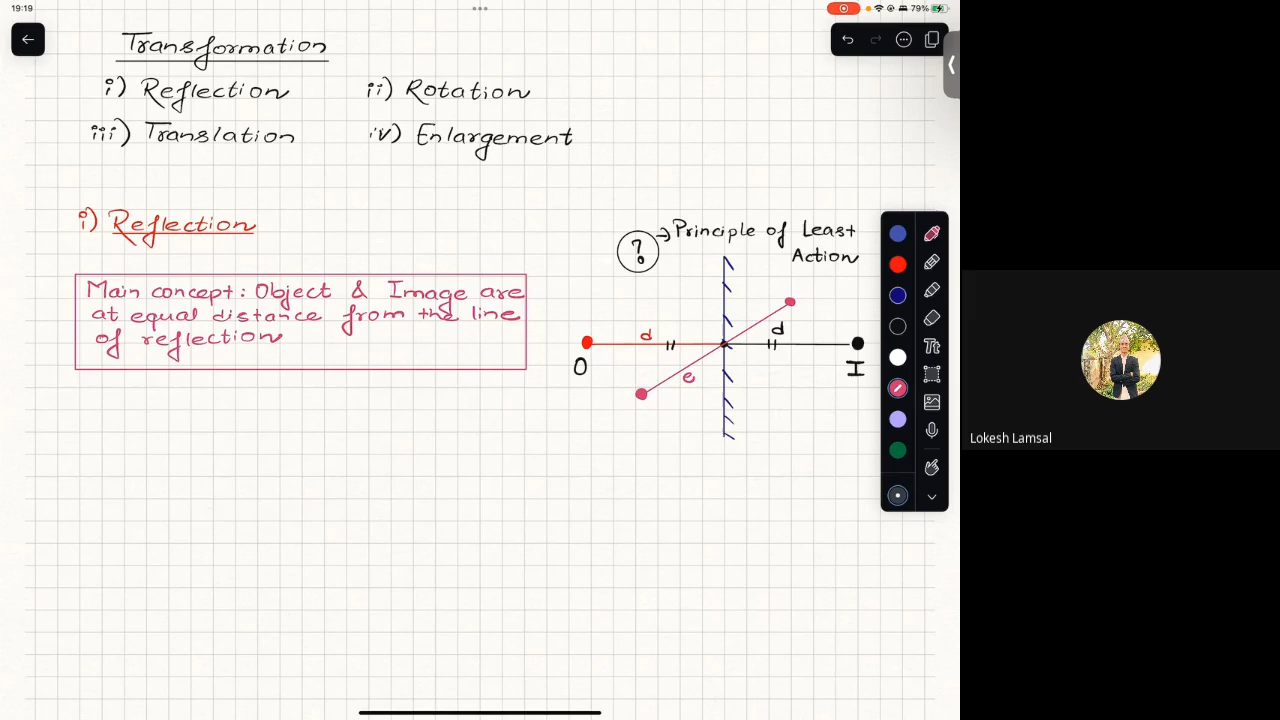 19:19
79%
Transformation
i) Reflection ii) Rotation
iii) Translation iv) Enlargement
i) Reflection
? → Principle of Least
Action
Main concept: Object & Image are
at equal distance from the line
of reflection
d
d
O
I
e
Tt
Lokesh Lamsal